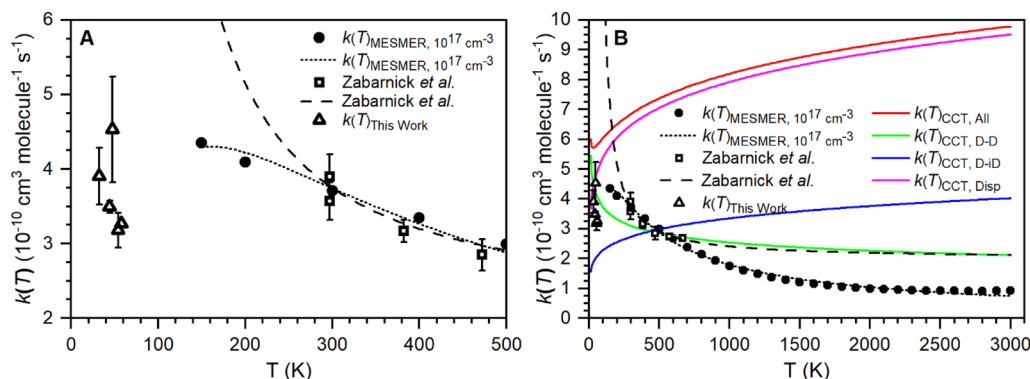 A
k(T)MESMER, 10¹⁷ cm⁻³
k(T)MESMER, 10¹⁷ cm⁻³
Zabarnick et al.
Zabarnick et al.
k(T)This Work
k(T) (10⁻¹⁰ cm³ molecule⁻¹ s⁻¹)
6
5
4
3
2
0 100 200 300 400 500
T (K)
B
k(T)MESMER, 10¹⁷ cm⁻³
k(T)MESMER, 10¹⁷ cm⁻³
Zabarnick et al.
Zabarnick et al.
k(T)This Work
k(T)CCT, All
k(T)CCT, D-D
k(T)CCT, D-iD
k(T)CCT, Disp
k(T) (10⁻¹⁰ cm³ molecule⁻¹ s⁻¹)
10
9
8
7
6
5
4
3
2
1
0
0 500 1000 1500 2000 2500 3000
T (K)